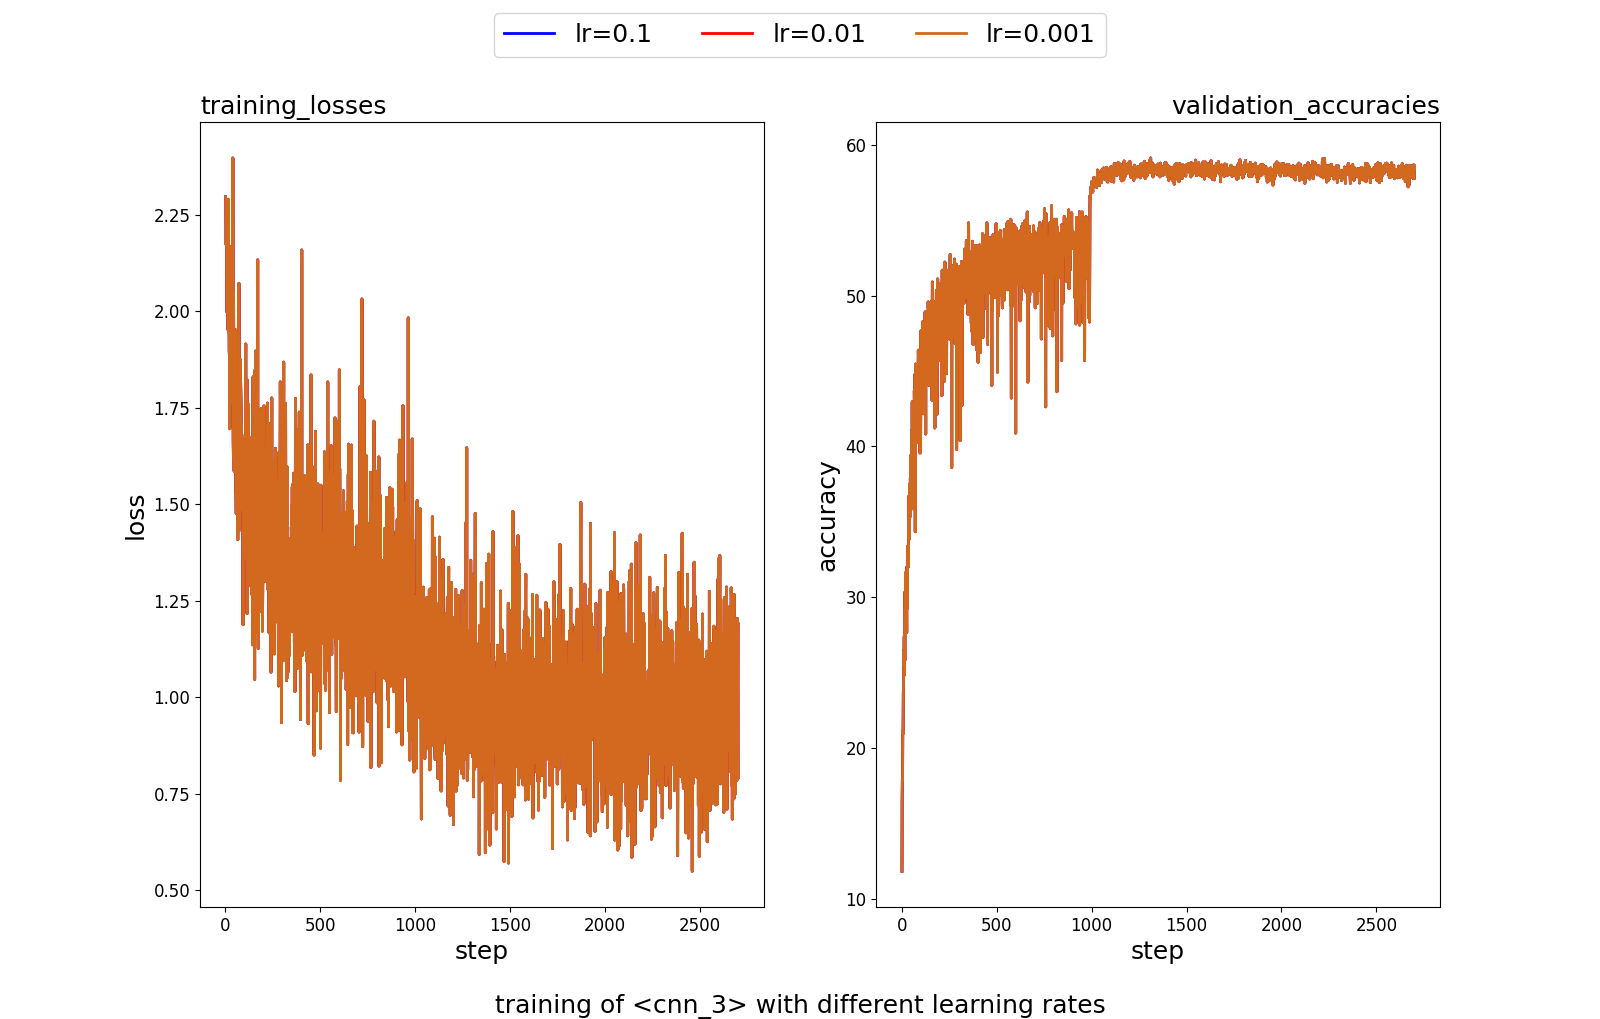 lr=0.1 lr=0.01 lr=0.001
training_losses
2.25
2.00
1.75
1.50
1.25
1.00
0.75
0.50
loss
0 500 1000 1500 2000 2500
step
validation_accuracies
60
50
40
30
20
10
accuracy
0 500 1000 1500 2000 2500
step
training of <cnn_3> with different learning rates